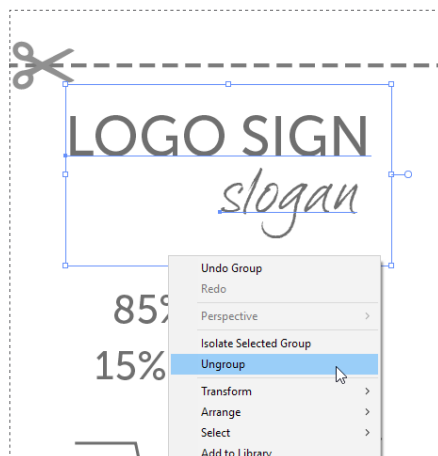 LOGO SIGN
slogan
85%
15%
Undo Group
Redo
Perspective
Isolate Selected Group
Ungroup
Transform
Arrange
Select
Add to Library